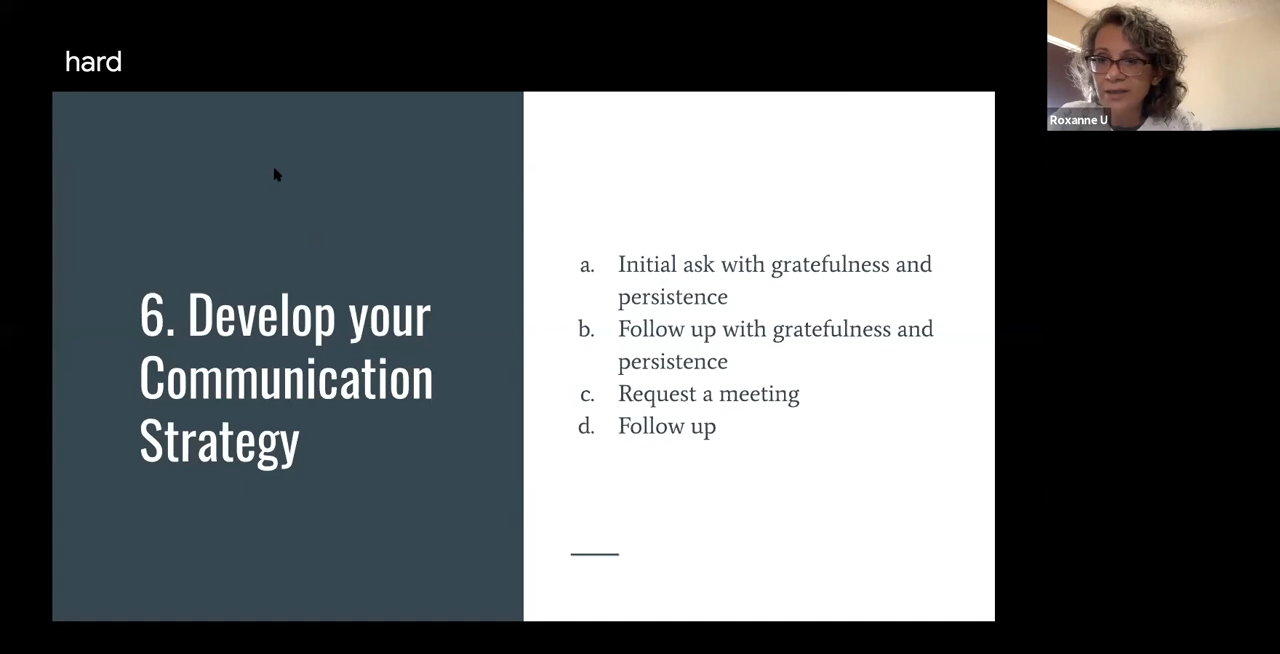 hard
Roxanne U
6. Develop your
Communication
Strategy
a. Initial ask with gratefulness and
persistence
b. Follow up with gratefulness and
persistence
c. Request a meeting
d. Follow up